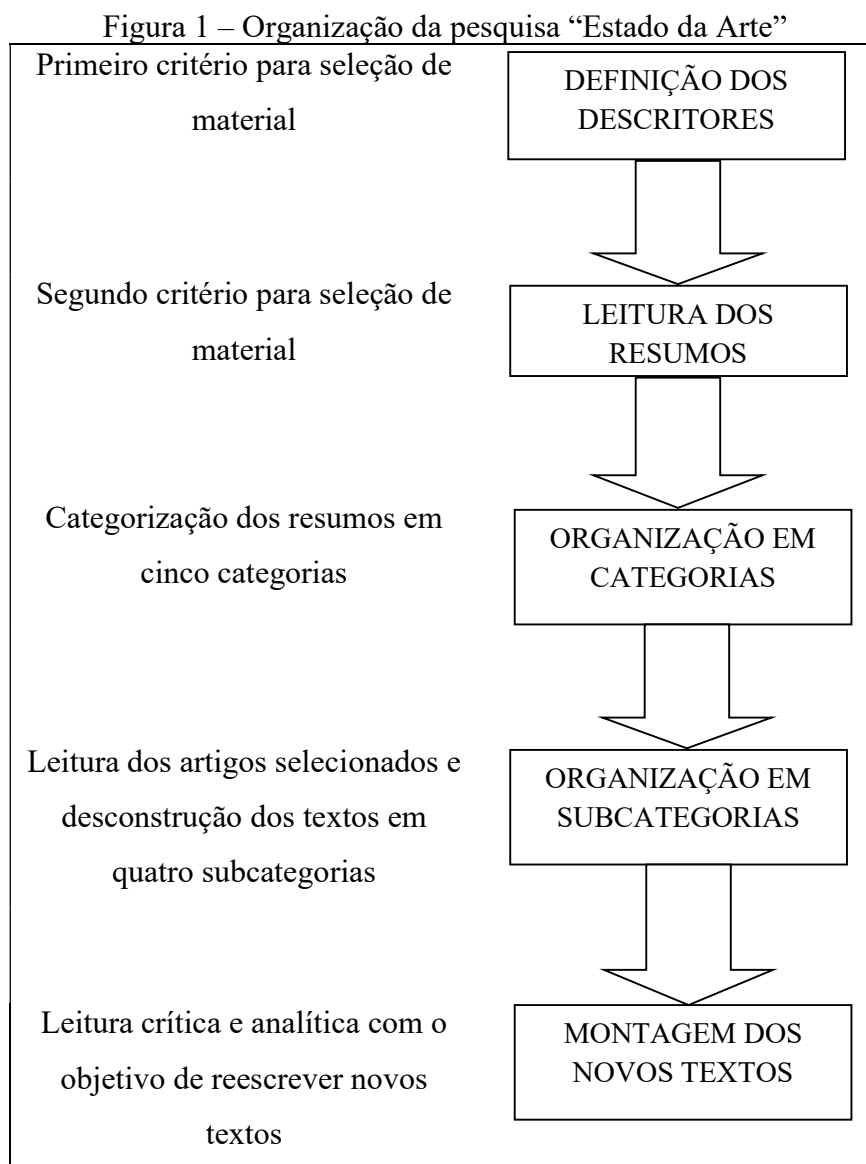 Figura 1 – Organização da pesquisa “Estado da Arte”
Primeiro critério para seleção de
material
DEFINIÇÃO DOS
DESCRITORES
Segundo critério para seleção de
material
LEITURA DOS
RESUMOS
Categorização dos resumos em
cinco categorias
ORGANIZAÇÃO EM
CATEGORIAS
Leitura dos artigos selecionados e
desconstrução dos textos em
quatro subcategorias
ORGANIZAÇÃO EM
SUBCATEGORIAS
Leitura crítica e analítica com o
objetivo de reescrever novos
textos
MONTAGEM DOS
NOVOS TEXTOS